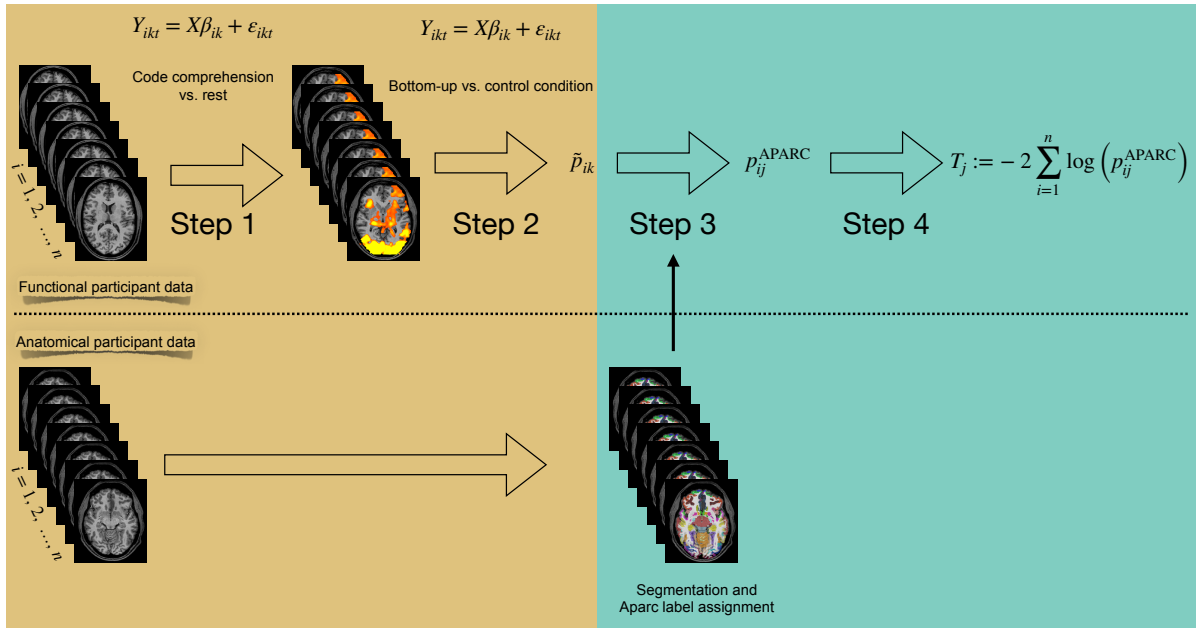 Y_{ikt} = Xβ_{ik} + ε_{ikt}
Y_{ikt} = Xβ_{ik} + ε_{ikt}
Code comprehension
vs. rest
Bottom-up vs. control condition
i = 1, 2, ..., n
p̃_{ik}
p_{ij}^{APARC}
T_j := − 2 ∑_{i=1}^{n} log (p_{ij}^{APARC})
Step 1
Step 2
Step 3
Step 4
Functional participant data
Anatomical participant data
i = 1, 2, ..., n
Segmentation and
Aparc label assignment